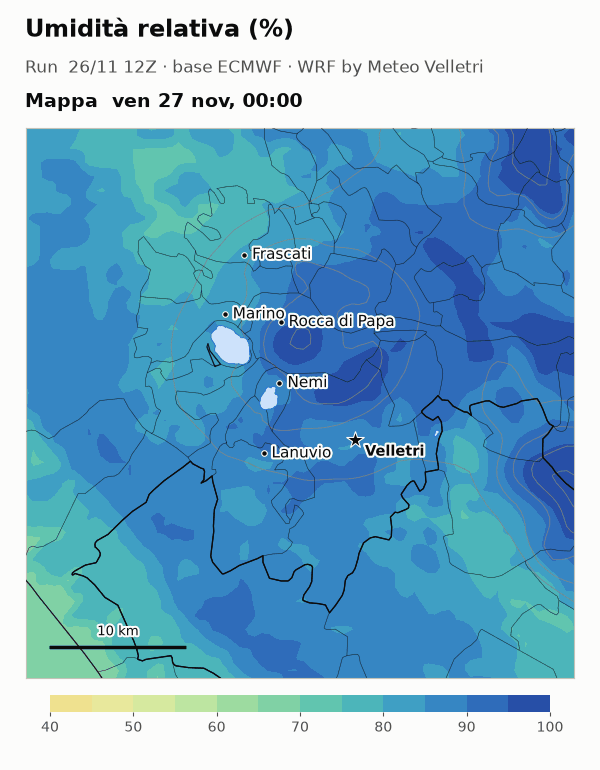 Umidità relativa (%)
Run  26/11 12Z · base ECMWF · WRF by Meteo Velletri
Mappa  ven 27 nov, 00:00
Frascati
Marino
Rocca di Papa
Nemi
Velletri
Lanuvio
10 km
40 50 60 70 80 90 100